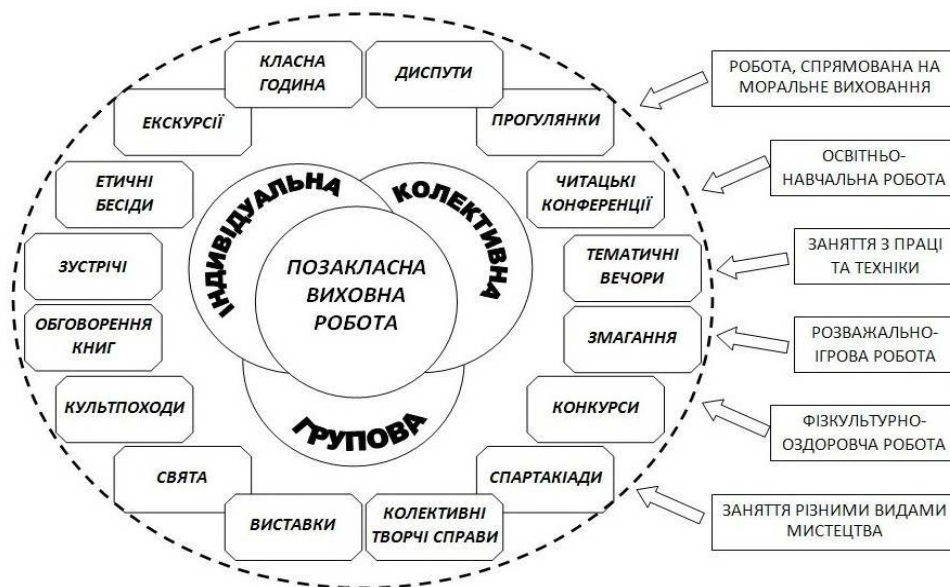 КЛАСНА
ГОДИНА
ДИСПУТИ
ЕКСКУРСІЇ
ПРОГУЛЯНКИ
ЕТИЧНІ
БЕСІДИ
ЧИТАЦЬКІ
КОНФЕРЕНЦІЇ
ЗУСТРІЧІ
ТЕМАТИЧНІ
ВЕЧОРИ
ОБГОВОРЕННЯ
КНИГ
ЗМАГАННЯ
КУЛЬТПОХОДИ
КОНКУРСИ
СВЯТА
СПАРТАКІАДИ
ВИСТАВКИ
КОЛЕКТИВНІ
ТВОРЧІ СПРАВИ
ІНДИВІДУАЛЬНА
КОЛЕКТИВНА
ГРУПОВА
ПОЗАКЛАСНА
ВИХОВНА
РОБОТА
РОБОТА, СПРЯМОВАНА НА
МОРАЛЬНЕ ВИХОВАННЯ
ОСВІТНЬО-
НАВЧАЛЬНА РОБОТА
ЗАНЯТТЯ З ПРАЦІ
ТА ТЕХНІКИ
РОЗВАЖАЛЬНО-
ІГРОВА РОБОТА
ФІЗКУЛЬТУРНО-
ОЗДОРОВЧА РОБОТА
ЗАНЯТТЯ РІЗНИМИ ВИДАМИ
МИСТЕЦТВА